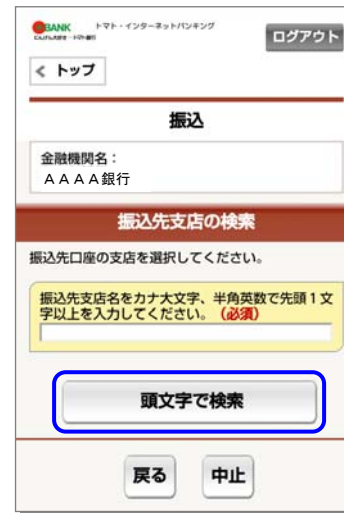 BANK
トマト・インターネットバンキング
ログアウト
< トップ
振込
金融機関名:
AAAA銀行
振込先支店の検索
振込先口座の支店を選択してください。
振込先支店名をカナ大文字、半角英数で先頭1文
字以上を入力してください。(必須)
頭文字で検索
戻る
中止